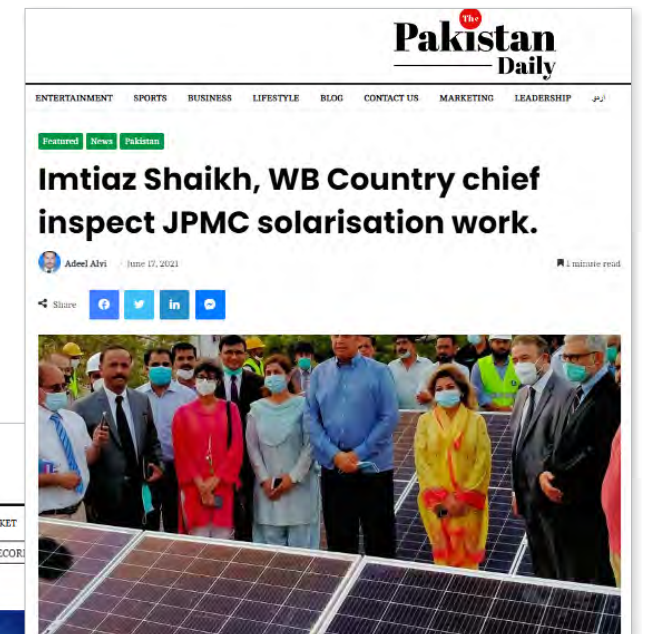 The
Pakistan
Daily
ENTERTAINMENT SPORTS BUSINESS LIFESTYLE BLOG CONTACT US MARKETING LEADERSHIP اردو
Featured News Pakistan
Imtiaz Shaikh, WB Country chief
inspect JPMC solarisation work.
Adeel Alvi June 17, 2021 1 minute read
Share
KET
ECOR